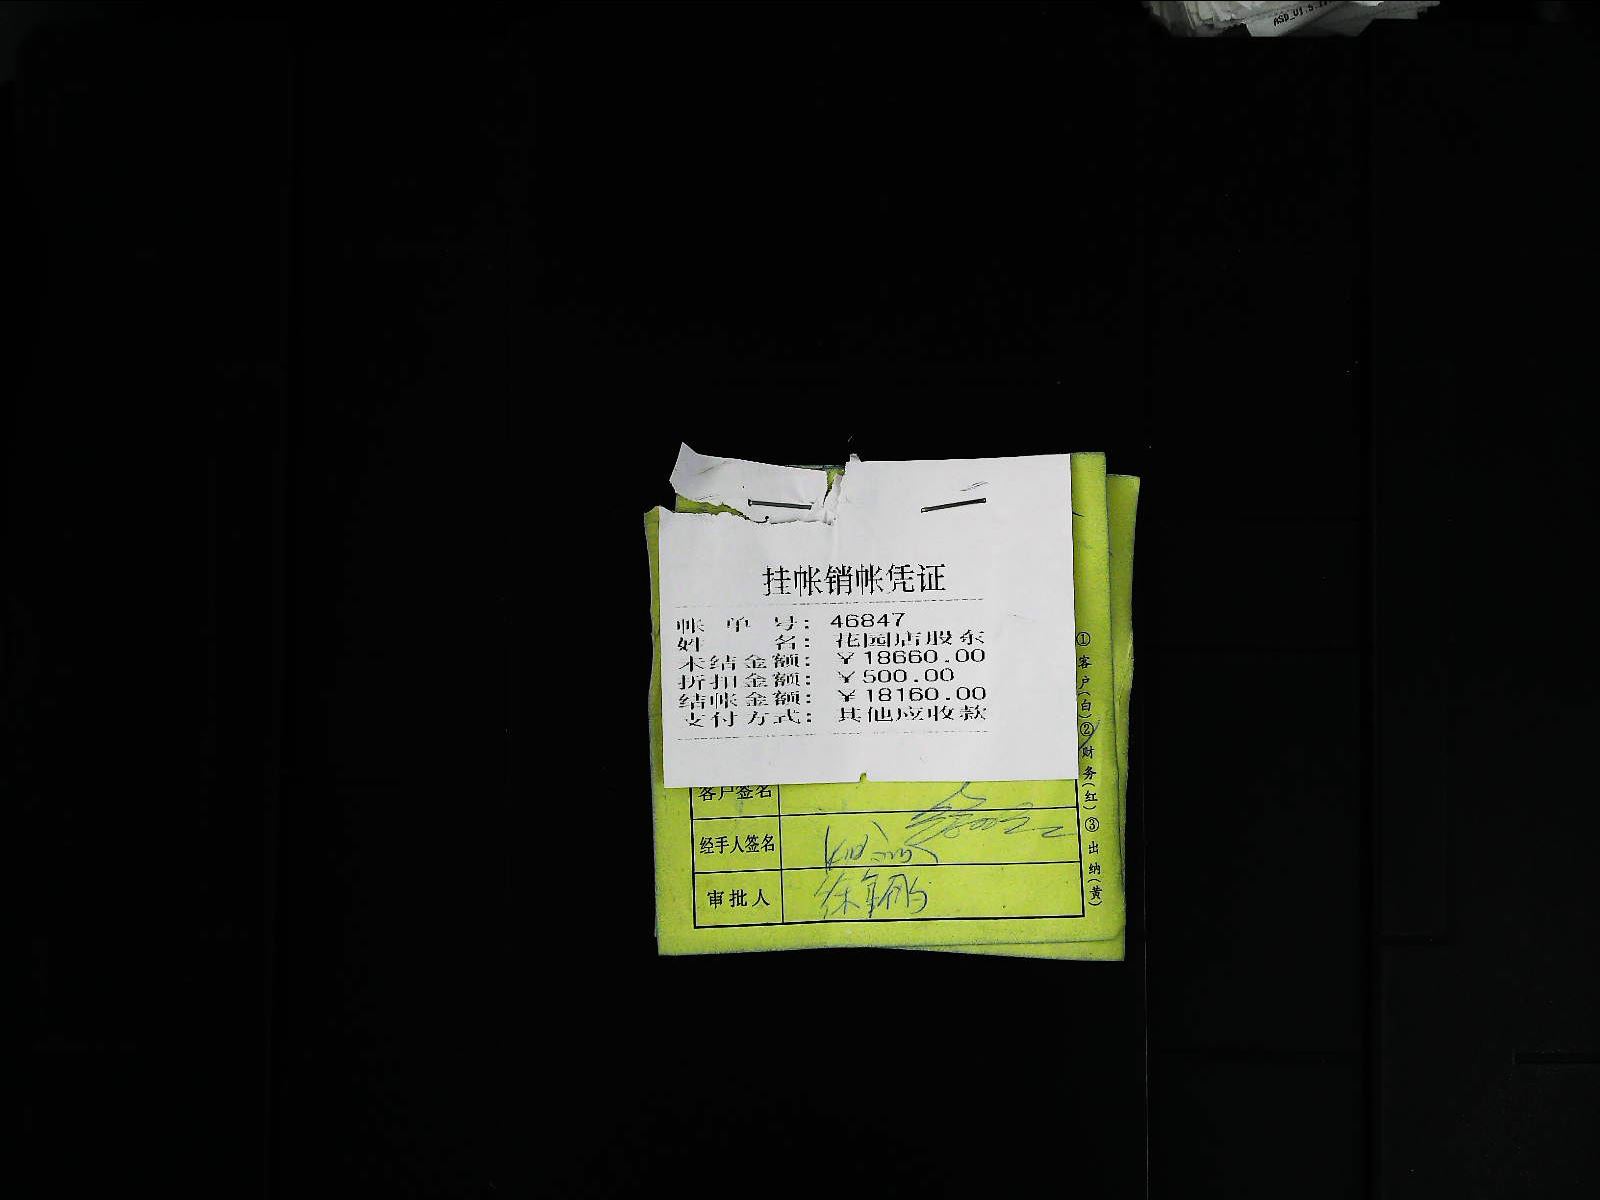 挂帐销帐凭证
帐单号：46847
姓名：花园店股东
未结金额：￥18660.00
折扣金额：￥500.00
结帐金额：￥18160.00
支付方式：其他应收款
客户签名
经手人签名
审批人
①客户(白)②财务(红)③出纳(黄)